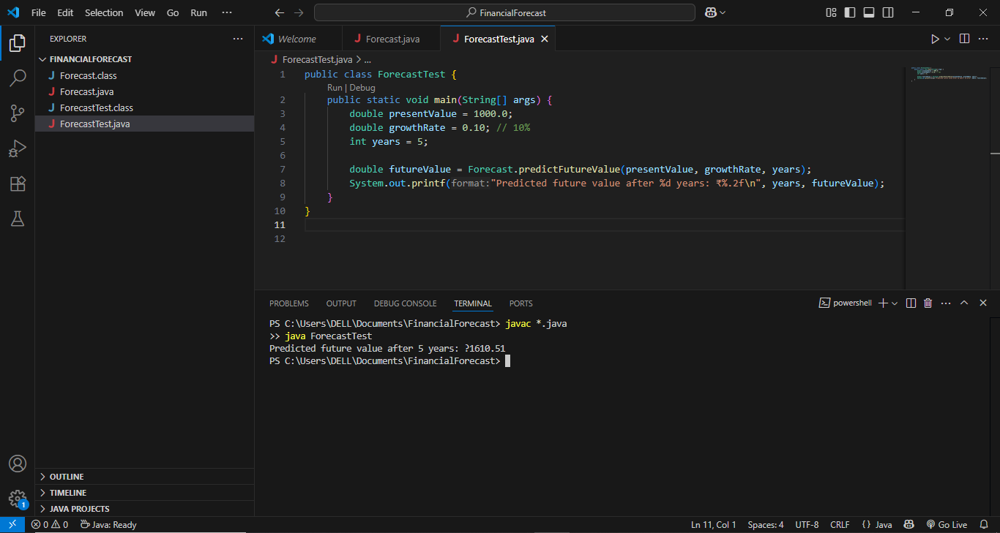 File Edit Selection View Go Run ··· FinancialForecast
EXPLORER ···
FINANCIALFORECAST
J Forecast.class
J Forecast.java
J ForecastTest.class
J ForecastTest.java
OUTLINE
TIMELINE
JAVA PROJECTS
1
Welcome J Forecast.java J ForecastTest.java
J ForecastTest.java > ...
1 public class ForecastTest {
Run | Debug
2 public static void main(String[] args) {
3 double presentValue = 1000.0;
4 double growthRate = 0.10; // 10%
5 int years = 5;
6
7 double futureValue = Forecast.predictFutureValue(presentValue, growthRate, years);
8 System.out.printf(format:"Predicted future value after %d years: ₹%.2f\n", years, futureValue);
9 }
10 }
11
12
PROBLEMS OUTPUT DEBUG CONSOLE TERMINAL PORTS powershell ···
PS C:\Users\DELL\Documents\FinancialForecast> javac *.java
>> java ForecastTest
Predicted future value after 5 years: ?1610.51
PS C:\Users\DELL\Documents\FinancialForecast>
0 0 Java: Ready Ln 11, Col 1 Spaces: 4 UTF-8 CRLF {} Java Go Live